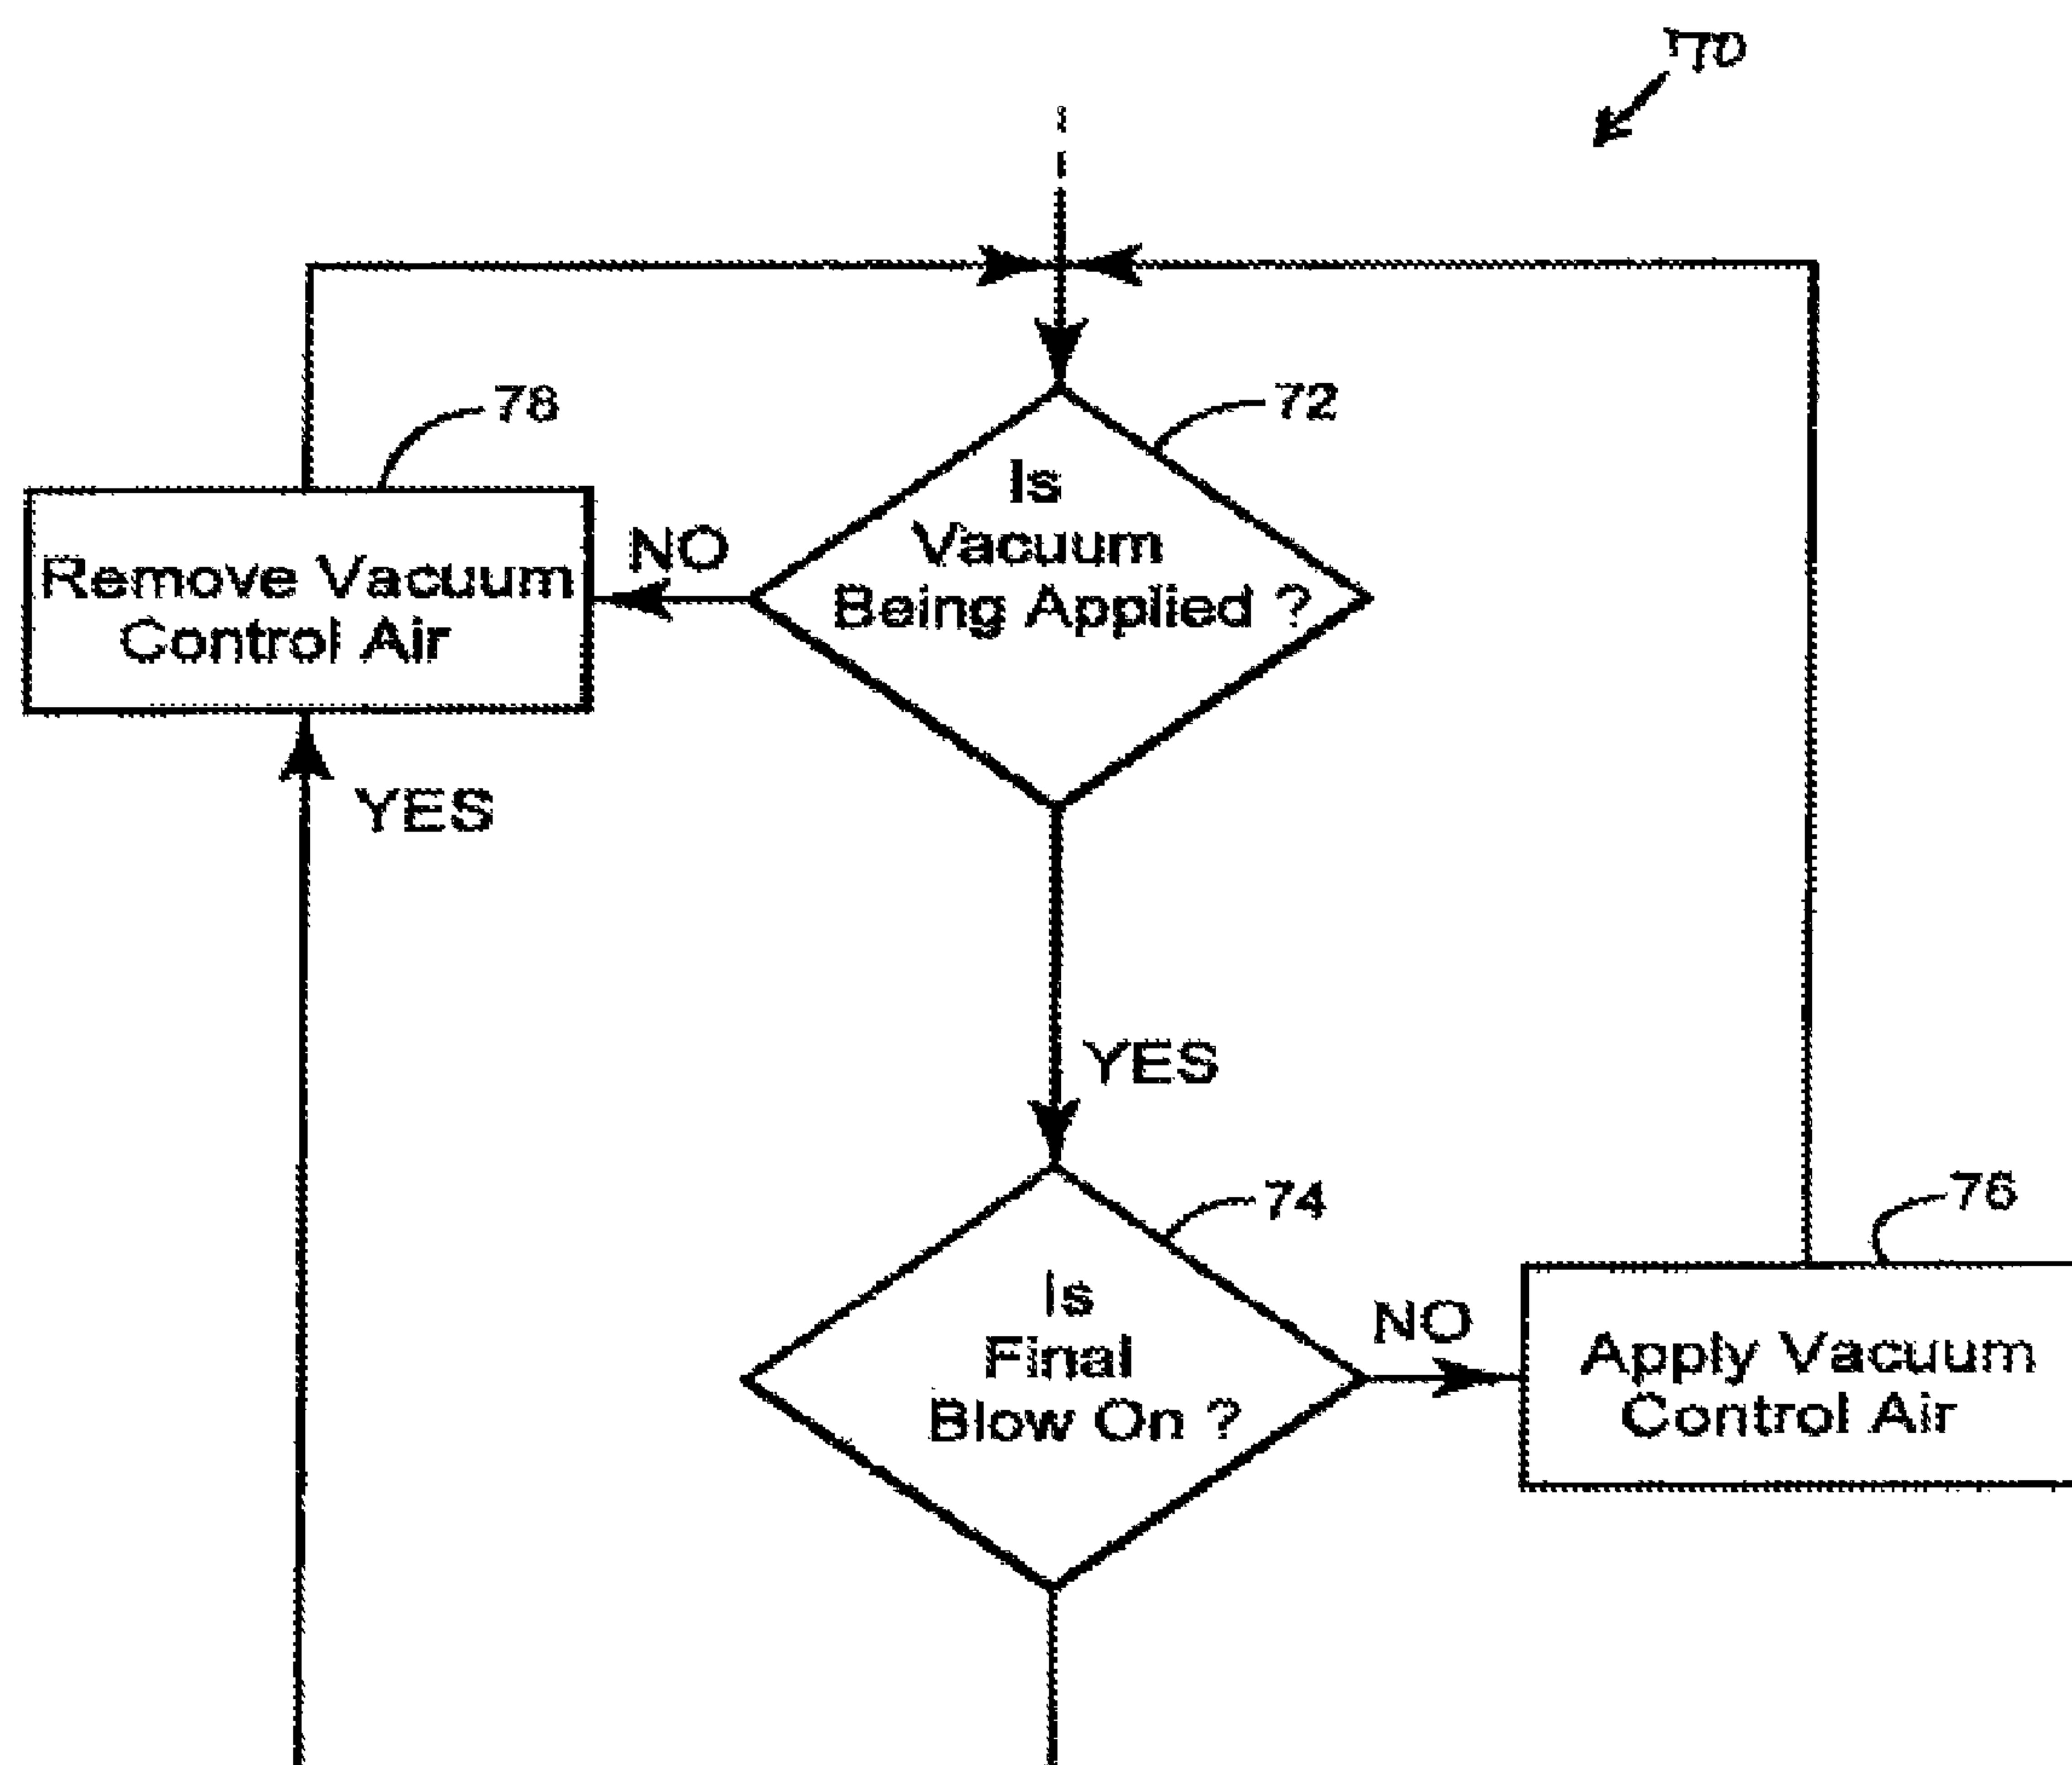 70
78
72
Is
Vacuum
Being Applied ?
NO
Remove Vacuum
Control Air
YES
YES
74
76
Is
Final
Blow On ?
NO
Apply Vacuum
Control Air